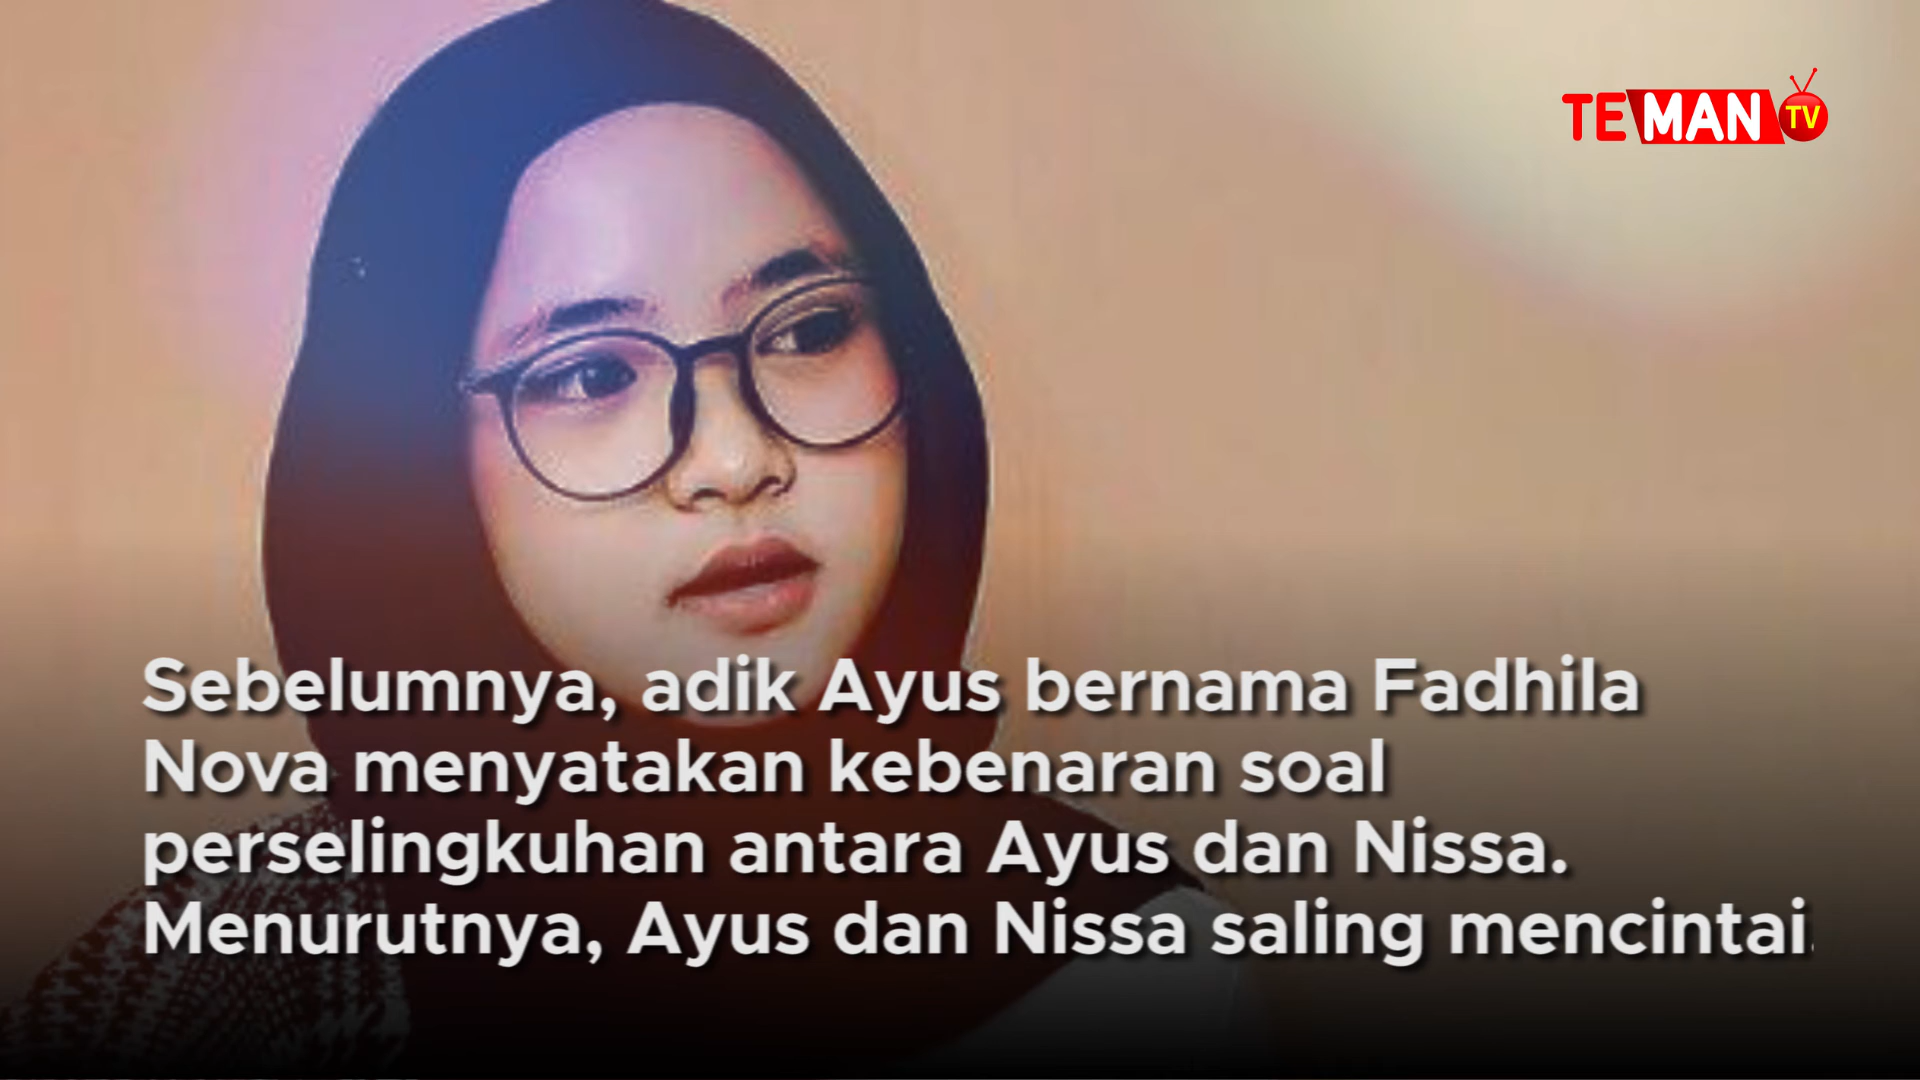 TEMAN TV
Sebelumnya, adik Ayus bernama Fadhila
Nova menyatakan kebenaran soal
perselingkuhan antara Ayus dan Nissa.
Menurutnya, Ayus dan Nissa saling mencintai.